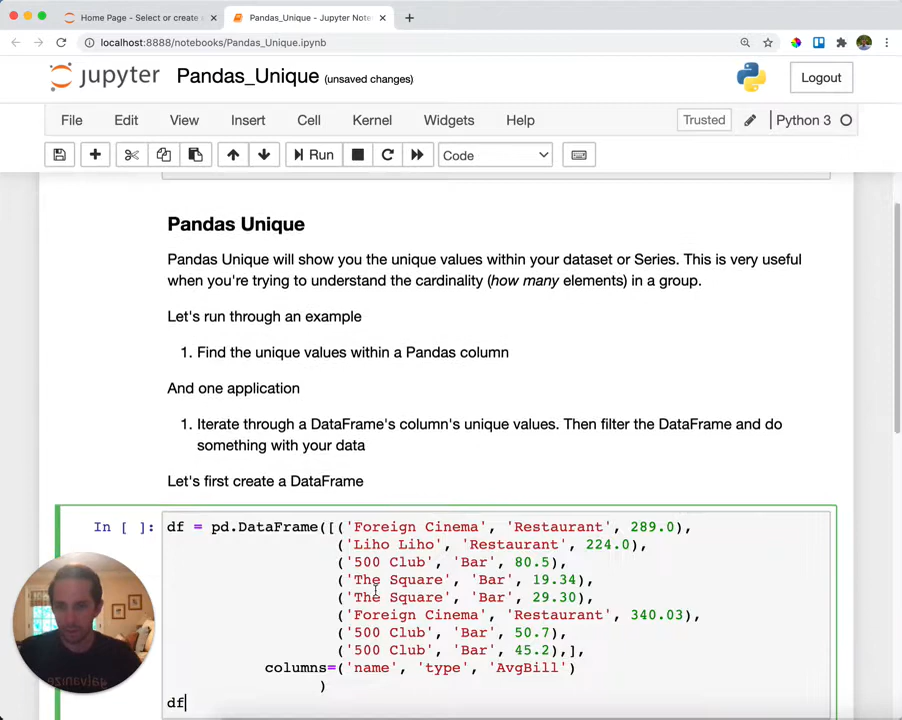 Home Page - Select or create
Pandas_Unique - Jupyter Note
localhost:8888/notebooks/Pandas_Unique.ipynb
jupyter Pandas_Unique (unsaved changes) Logout
File Edit View Insert Cell Kernel Widgets Help Trusted Python 3
Run Code
Pandas Unique
Pandas Unique will show you the unique values within your dataset or Series. This is very useful
when you're trying to understand the cardinality (how many elements) in a group.
Let's run through an example
1. Find the unique values within a Pandas column
And one application
1. Iterate through a DataFrame's column's unique values. Then filter the DataFrame and do
something with your data
Let's first create a DataFrame
In [ ]: df = pd.DataFrame([('Foreign Cinema', 'Restaurant', 289.0),
('Liho Liho', 'Restaurant', 224.0),
('500 Club', 'Bar', 80.5),
('The Square', 'Bar', 19.34),
('The Square', 'Bar', 29.30),
('Foreign Cinema', 'Restaurant', 340.03),
('500 Club', 'Bar', 50.7),
('500 Club', 'Bar', 45.2),],
columns=('name', 'type', 'AvgBill')
)
df